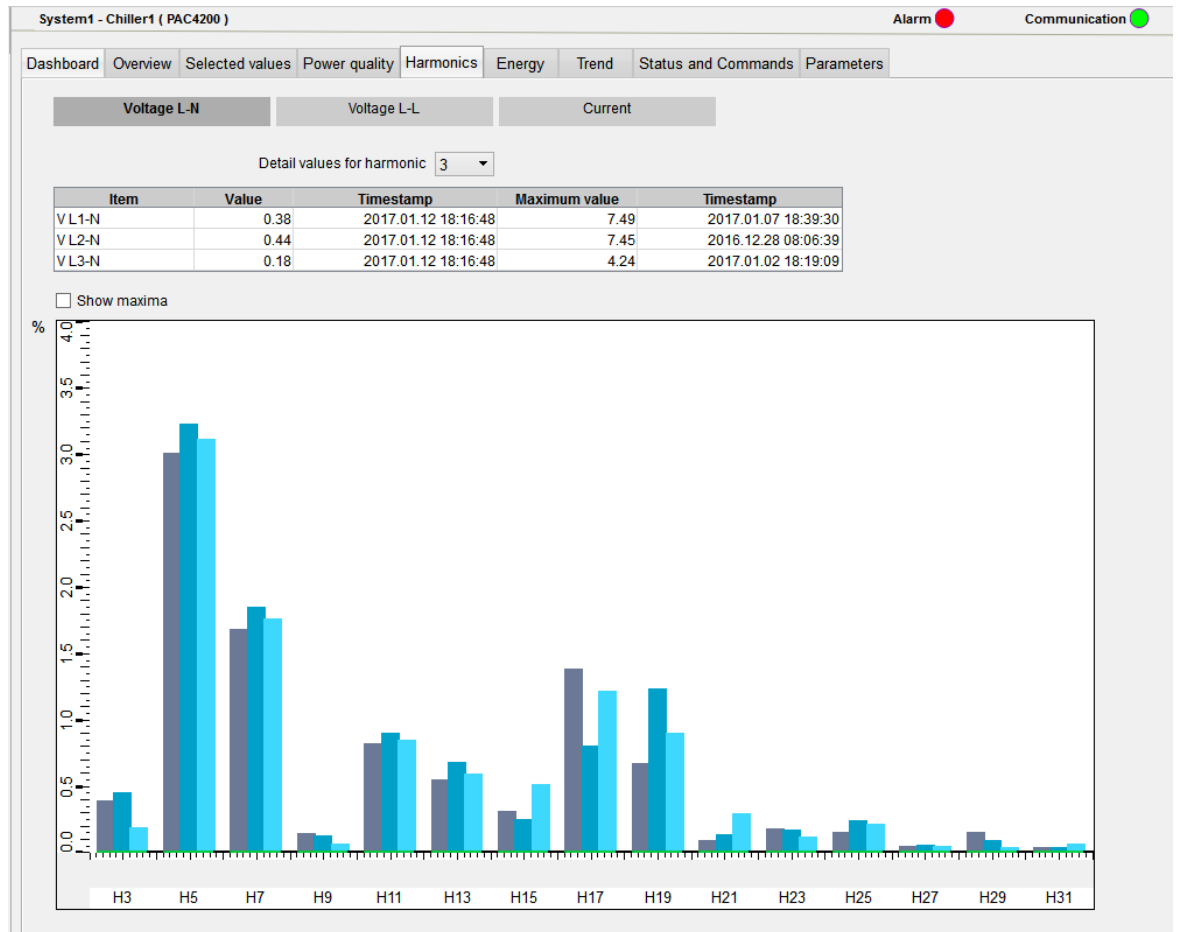 System1 - Chiller1 ( PAC4200 ) Alarm Communication
Dashboard Overview Selected values Power quality Harmonics Energy Trend Status and Commands Parameters
Voltage L-N Voltage L-L Current
Detail values for harmonic 3
Item Value Timestamp Maximum value Timestamp
V L1-N 0.38 2017.01.12 18:16:48 7.49 2017.01.07 18:39:30
V L2-N 0.44 2017.01.12 18:16:48 7.45 2016.12.28 08:06:39
V L3-N 0.18 2017.01.12 18:16:48 4.24 2017.01.02 18:19:09
Show maxima
%
4.0
3.5
3.0
2.5
2.0
1.5
1.0
0.5
0.0
H3 H5 H7 H9 H11 H13 H15 H17 H19 H21 H23 H25 H27 H29 H31